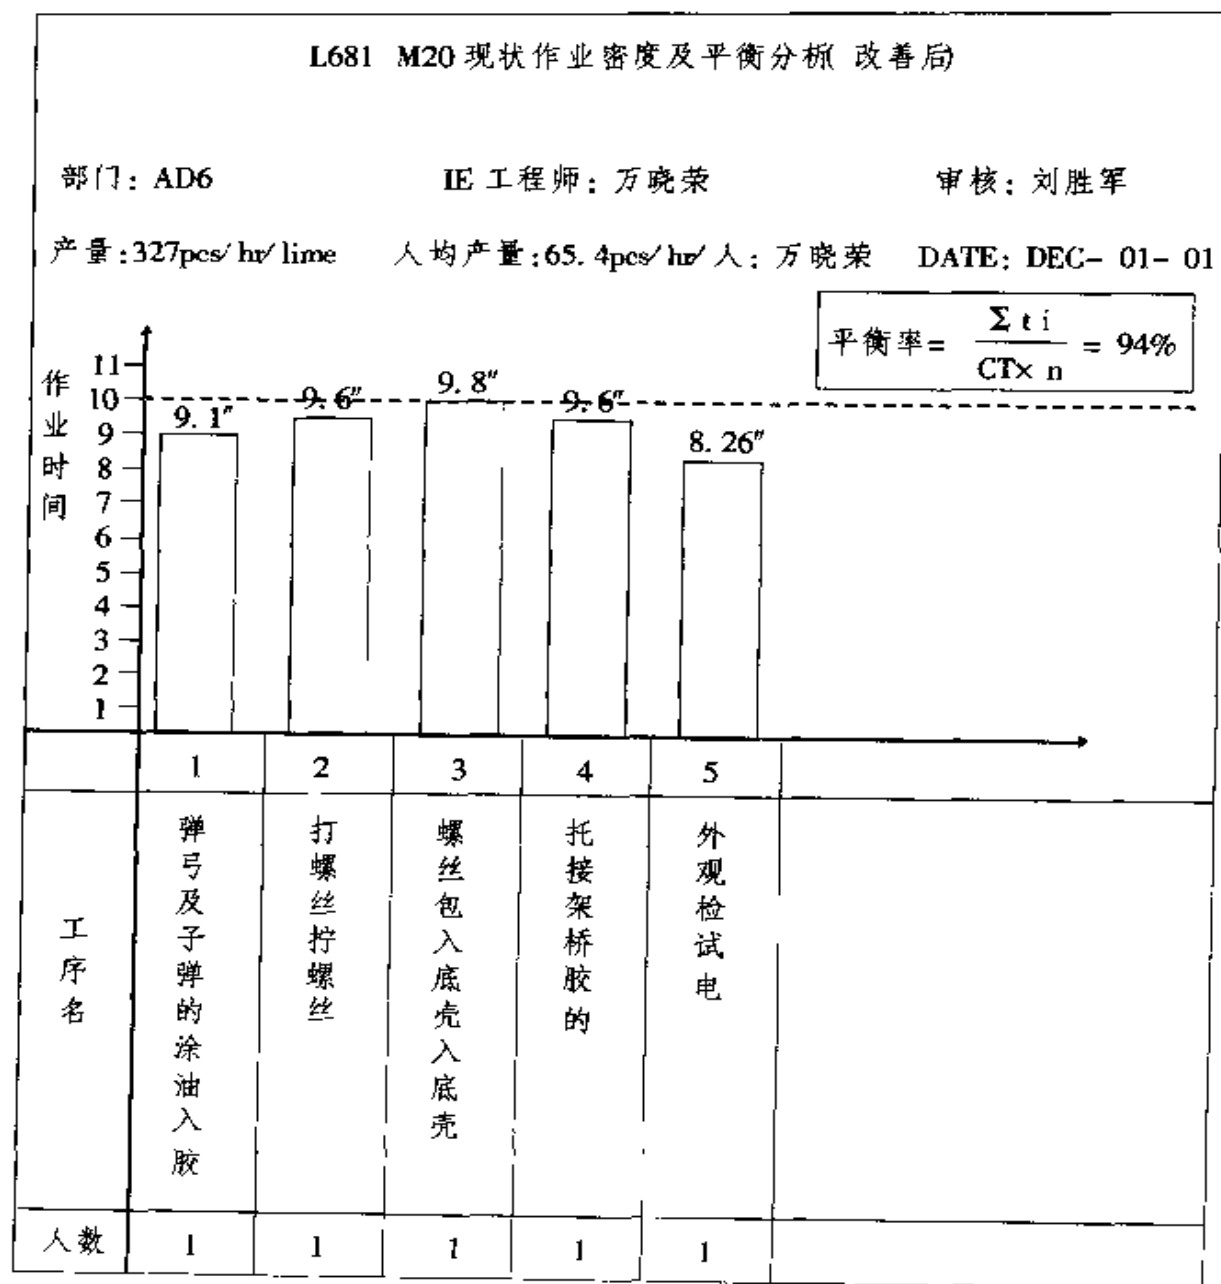 L681 M20 现状作业密度及平衡分析( 改善后)
部门: AD6 IE 工程师: 万晓荣 审核: 刘胜军
产量:327pcs/ hr/ lime 人均产量:65. 4pcs/ hr/ 人: 万晓荣 DATE: DEC- 01- 01
平衡率= Σ t i / CT× n = 94%
作业时间
11
10
9
8
7
6
5
4
3
2
1
9. 1″ 9. 6″ 9. 8″ 9. 6″ 8. 26″
1 2 3 4 5
工序名
弹弓及子弹的涂油入胶
打螺丝拧螺丝
螺丝包入底壳入底壳
托接架桥胶的
外观检试电
人数 1 1 1 1 1